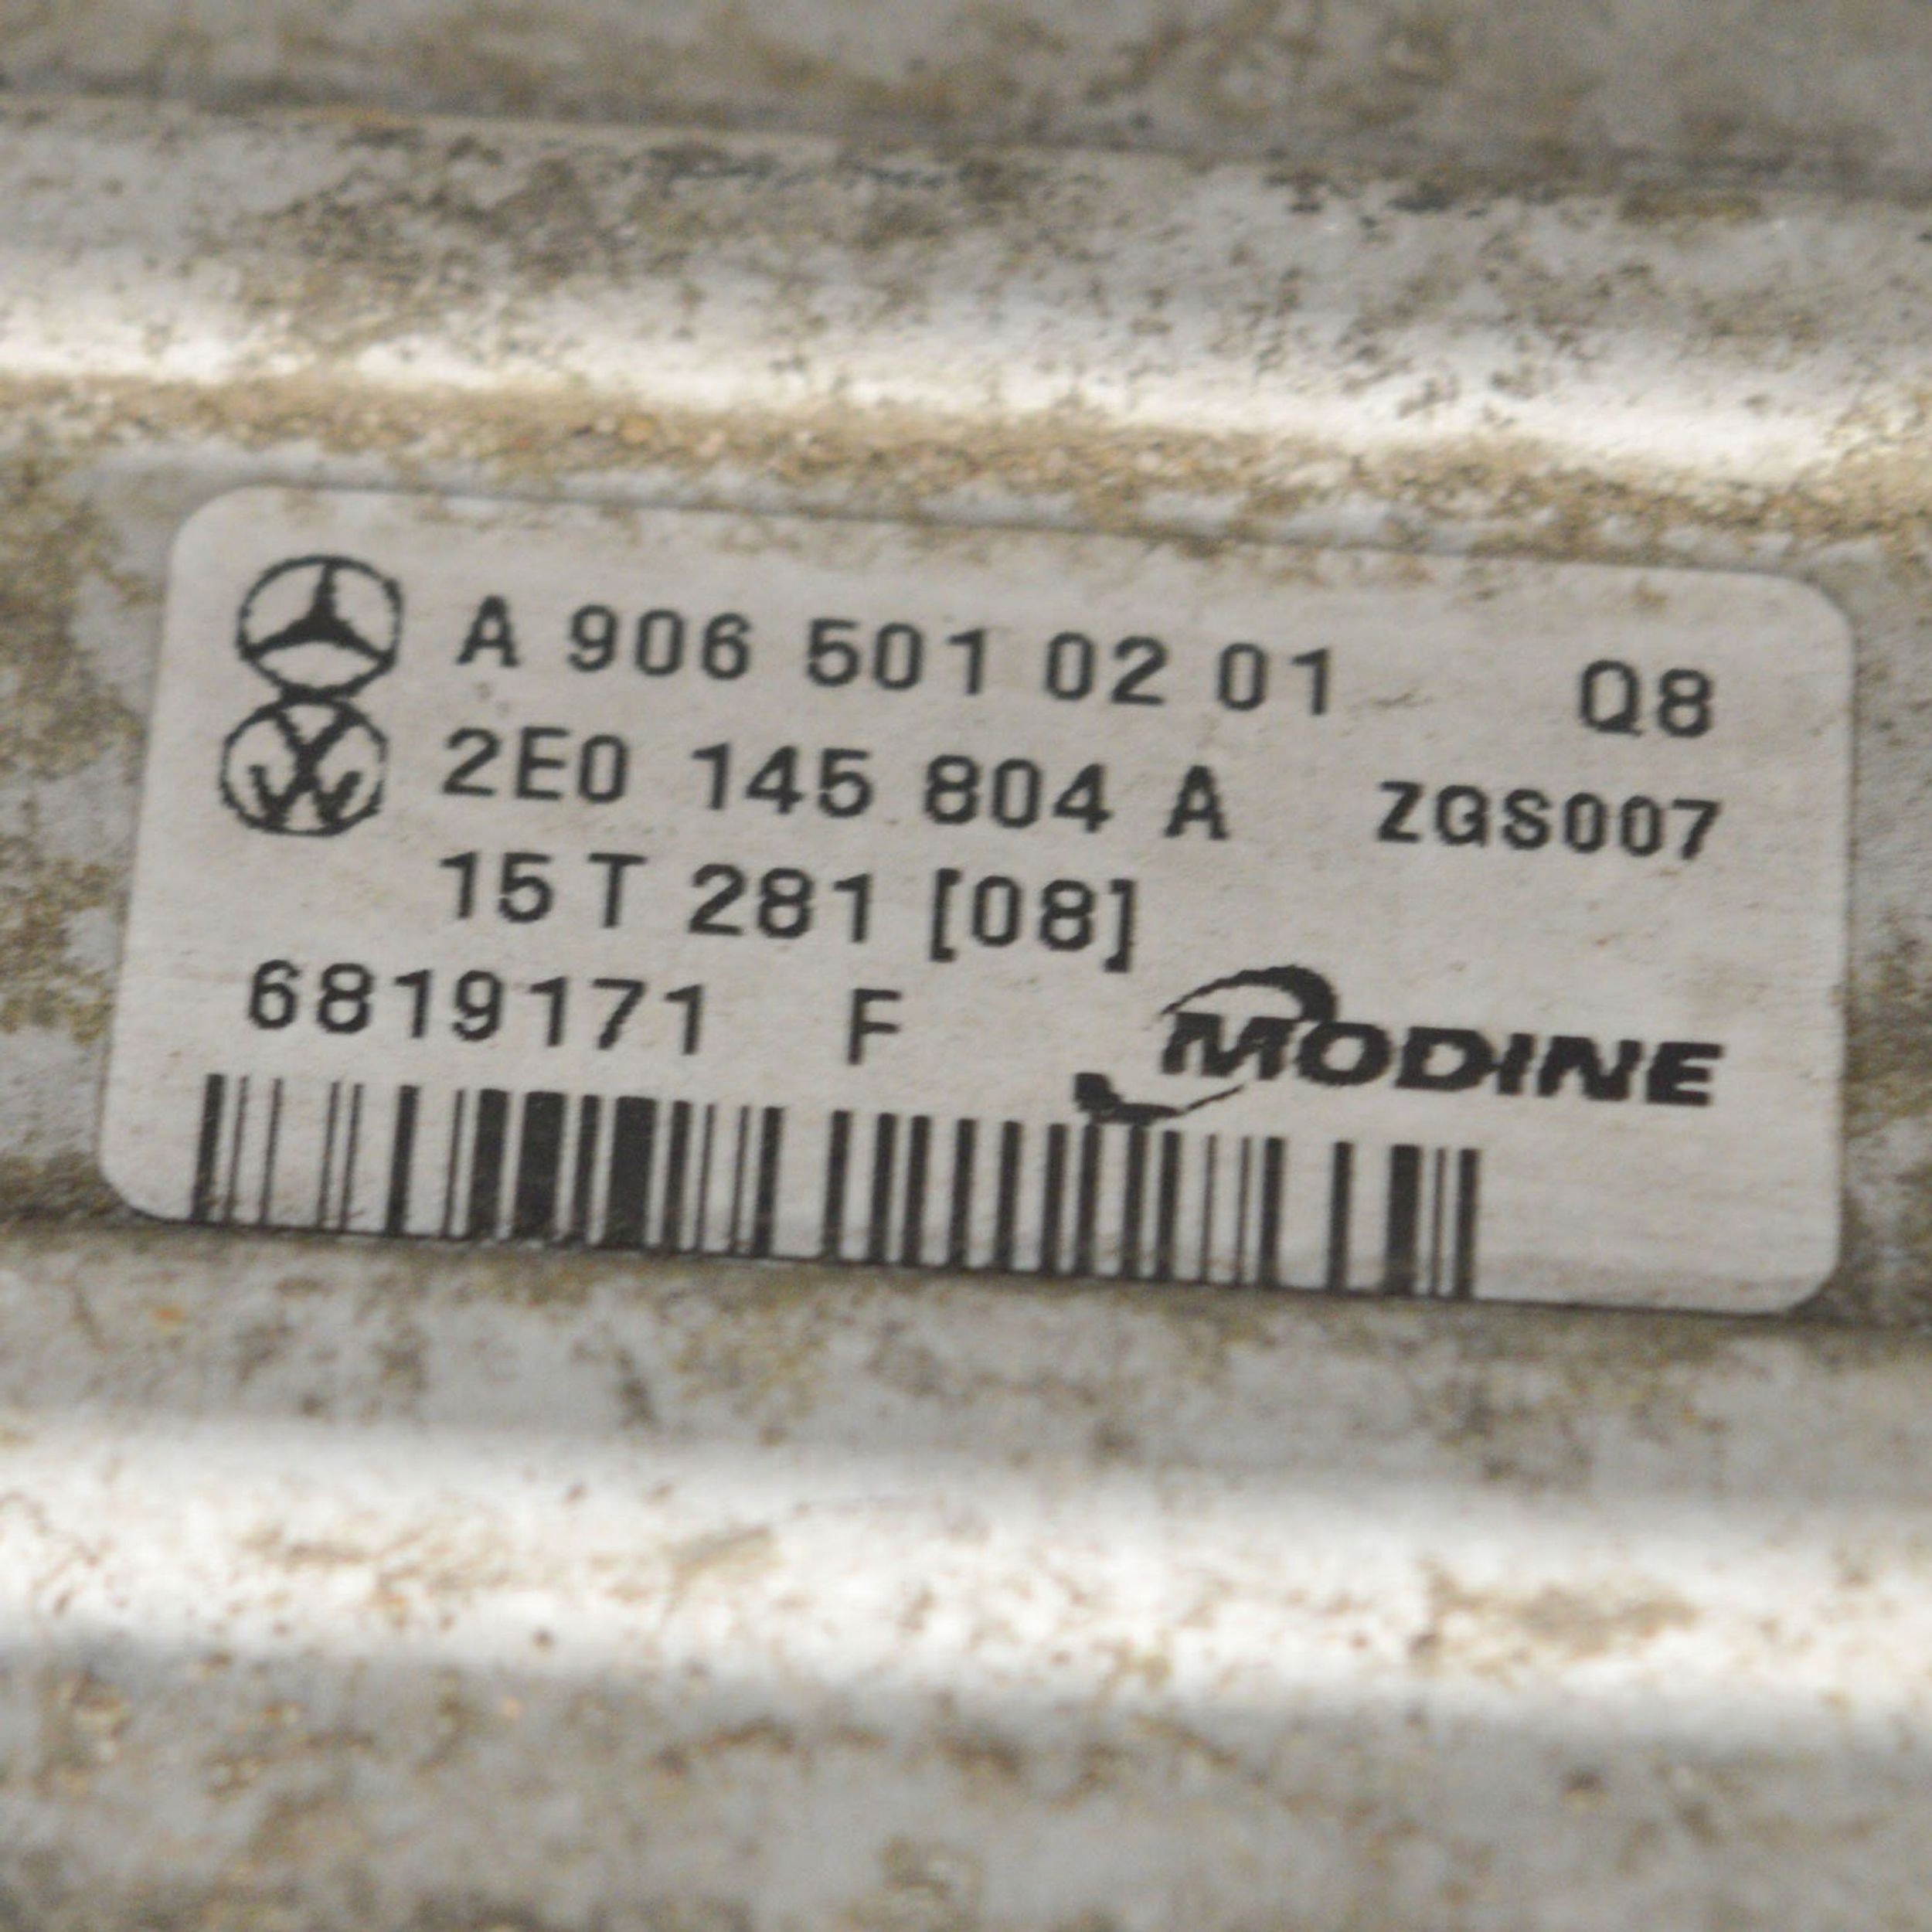 A 906 501 02 01 Q8
2E0 145 804 A ZGS007
15 T 281 [08]
6819171 F MODINE